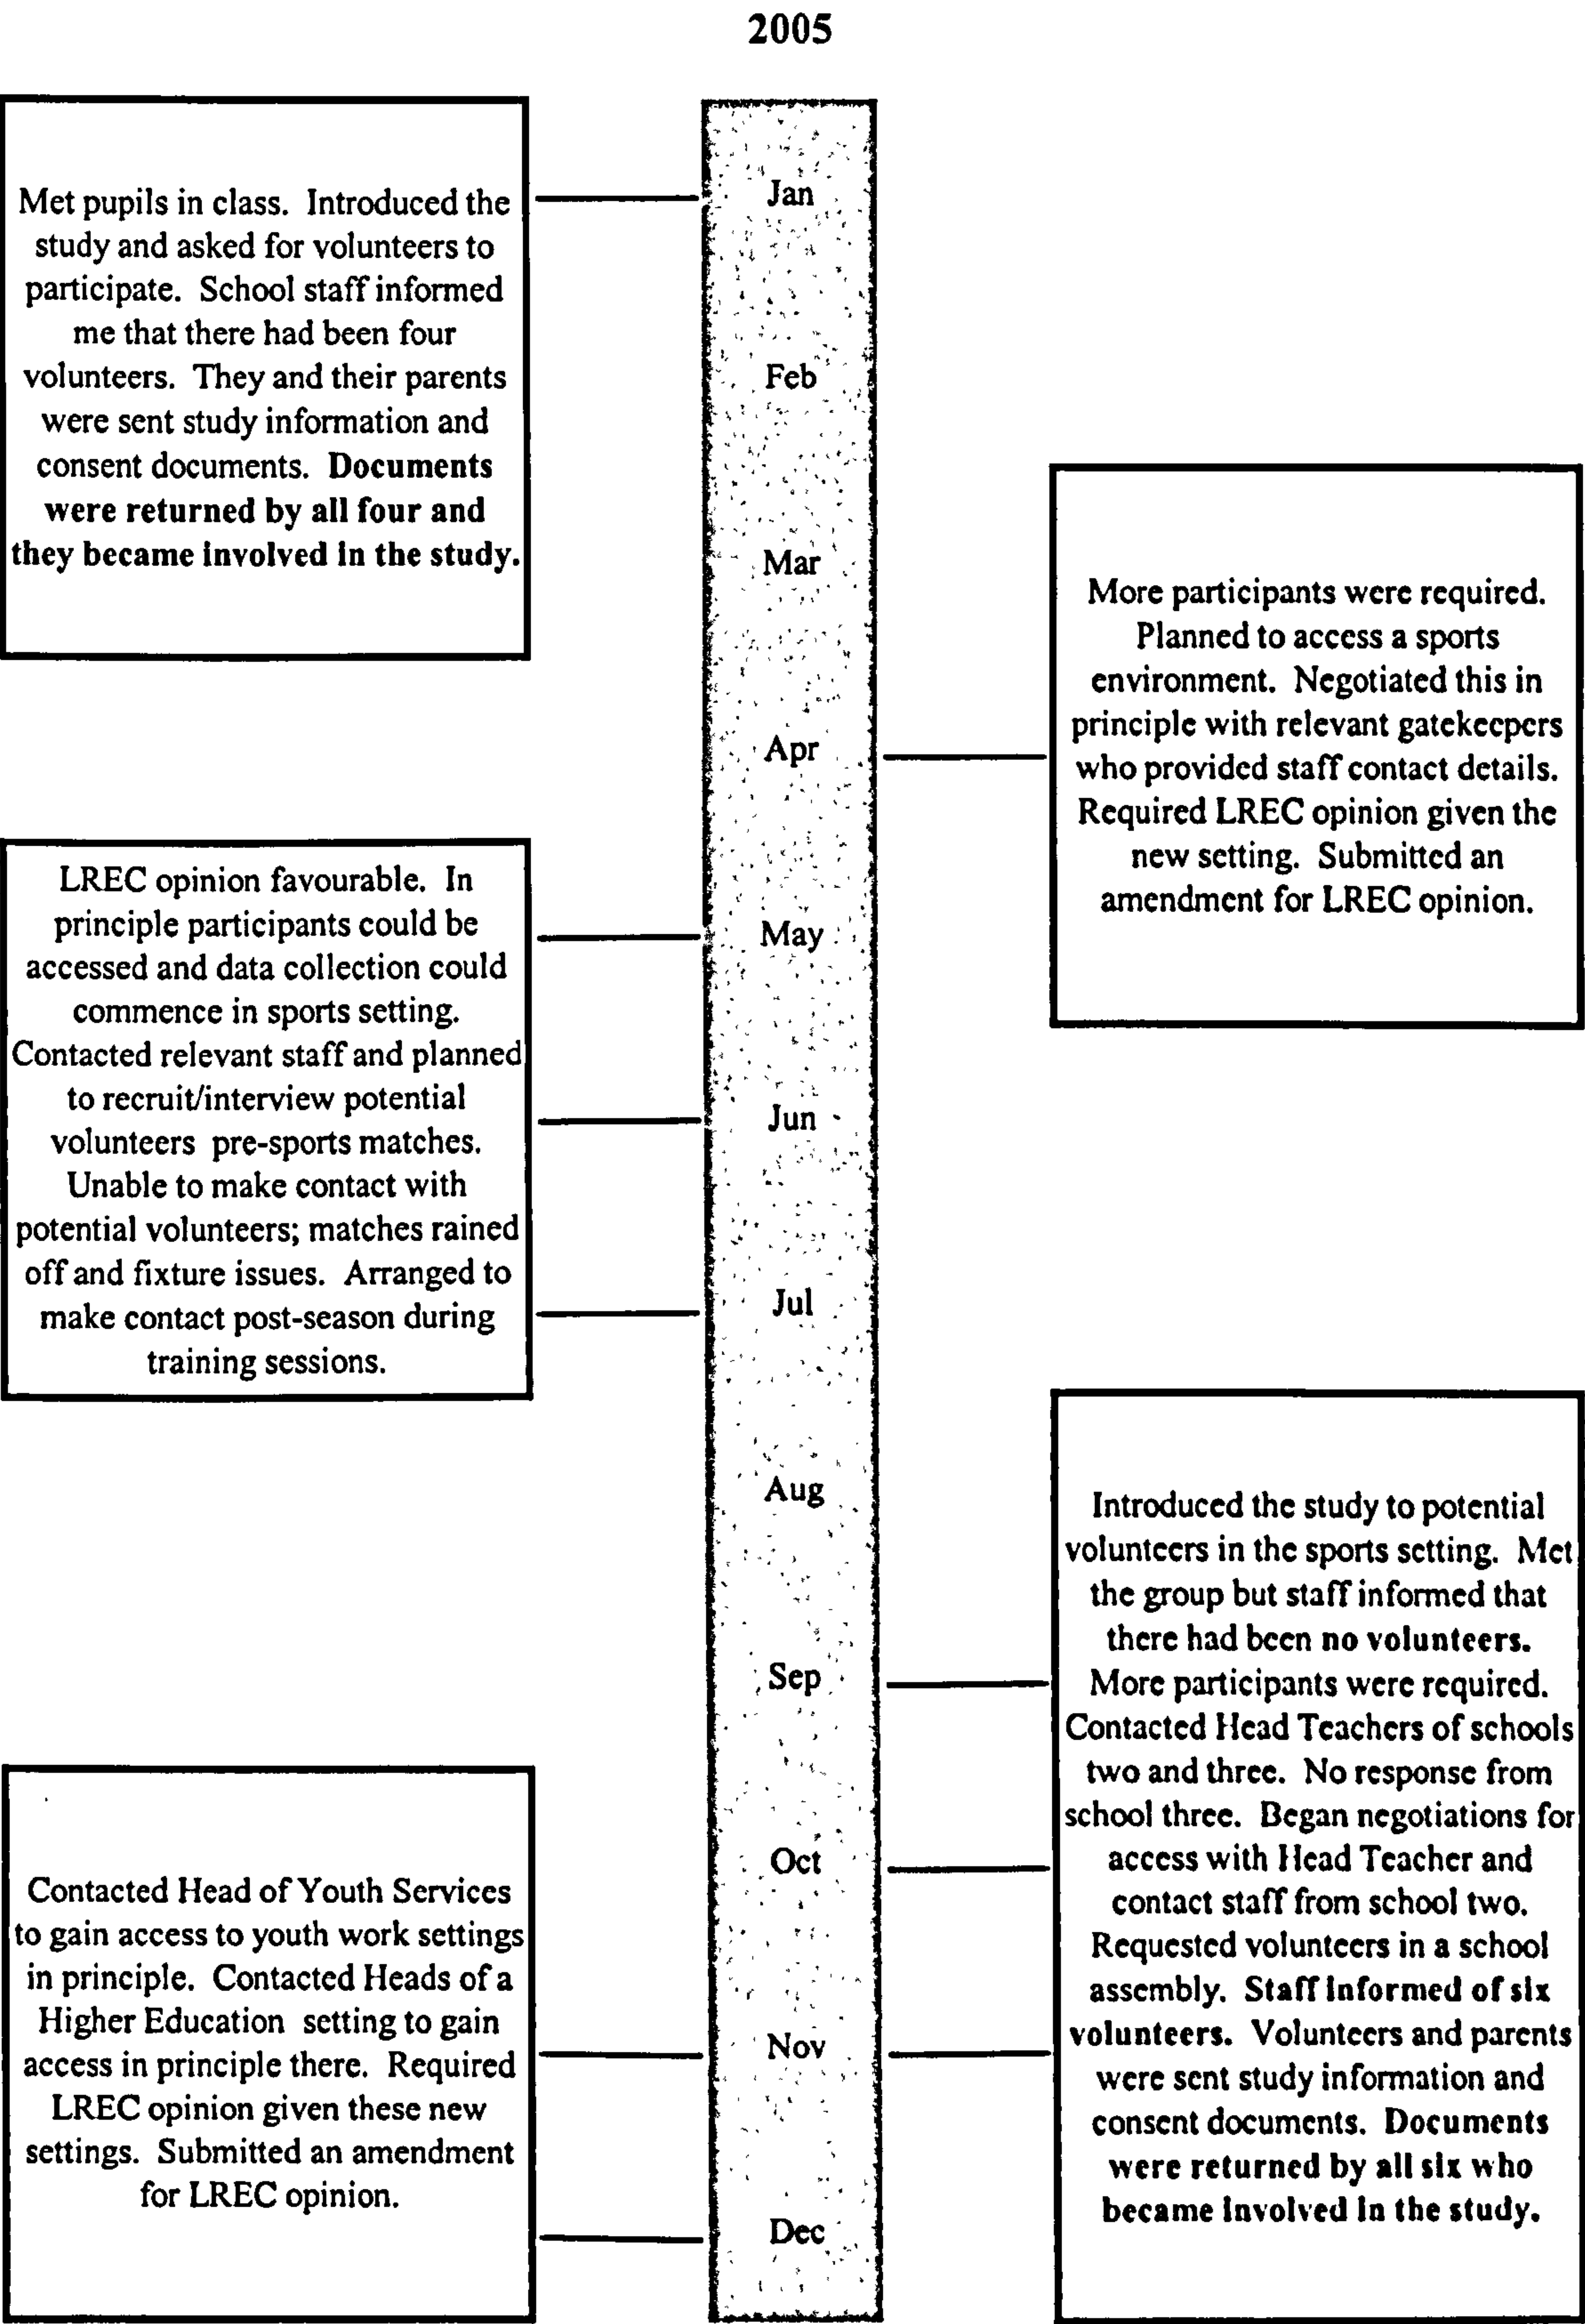 2005
Met pupils in class. Introduced the
study and asked for volunteers to
participate. School staff informed
me that there had been four
volunteers. They and their parents
were sent study information and
consent documents. Documents
were returned by all four and
they became involved in the study.
Jan
Feb
Mar
Apr
May
Jun
Jul
Aug
Sep
Oct
Nov
Dec
More participants were required.
Planned to access a sports
environment. Negotiated this in
principle with relevant gatekeepers
who provided staff contact details.
Required LREC opinion given the
new setting. Submitted an
amendment for LREC opinion.
LREC opinion favourable. In
principle participants could be
accessed and data collection could
commence in sports setting.
Contacted relevant staff and planned
to recruit/interview potential
volunteers pre-sports matches.
Unable to make contact with
potential volunteers; matches rained
off and fixture issues. Arranged to
make contact post-season during
training sessions.
Introduced the study to potential
volunteers in the sports setting. Met
the group but staff informed that
there had been no volunteers.
More participants were required.
Contacted Head Teachers of schools
two and three. No response from
school three. Began negotiations for
access with Head Teacher and
contact staff from school two.
Requested volunteers in a school
assembly. Staff informed of six
volunteers. Volunteers and parents
were sent study information and
consent documents. Documents
were returned by all six who
became involved in the study.
Contacted Head of Youth Services
to gain access to youth work settings
in principle. Contacted Heads of a
Higher Education setting to gain
access in principle there. Required
LREC opinion given these new
settings. Submitted an amendment
for LREC opinion.